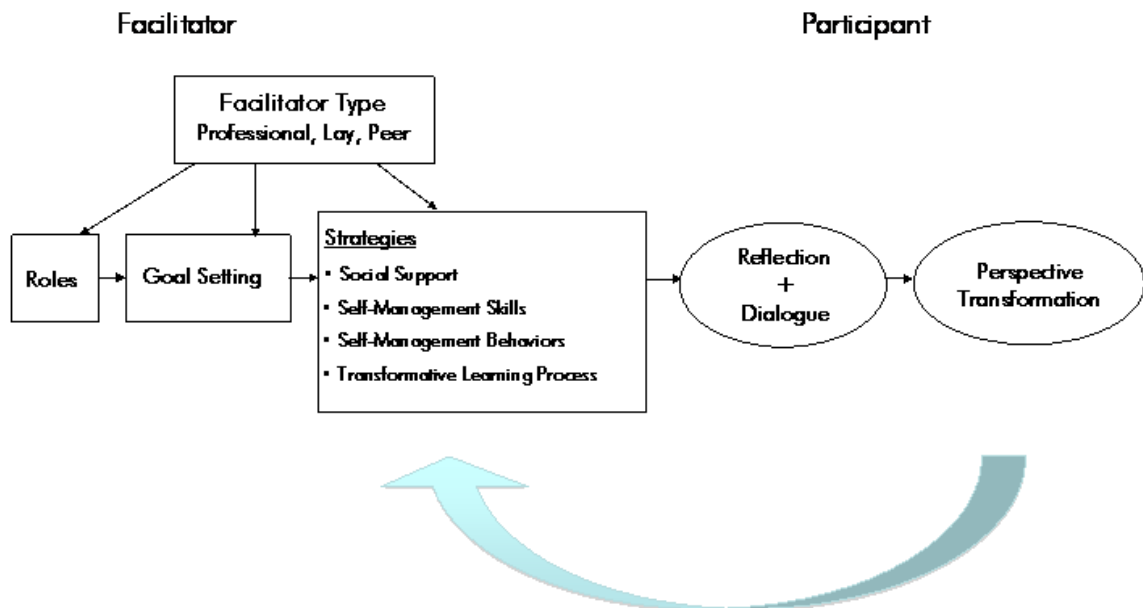 Facilitator
Participant
Facilitator Type
Professional, Lay, Peer
Roles
Goal Setting
Strategies
• Social Support
• Self-Management Skills
• Self-Management Behaviors
• Transformative Learning Process
Reflection
+
Dialogue
Perspective
Transformation